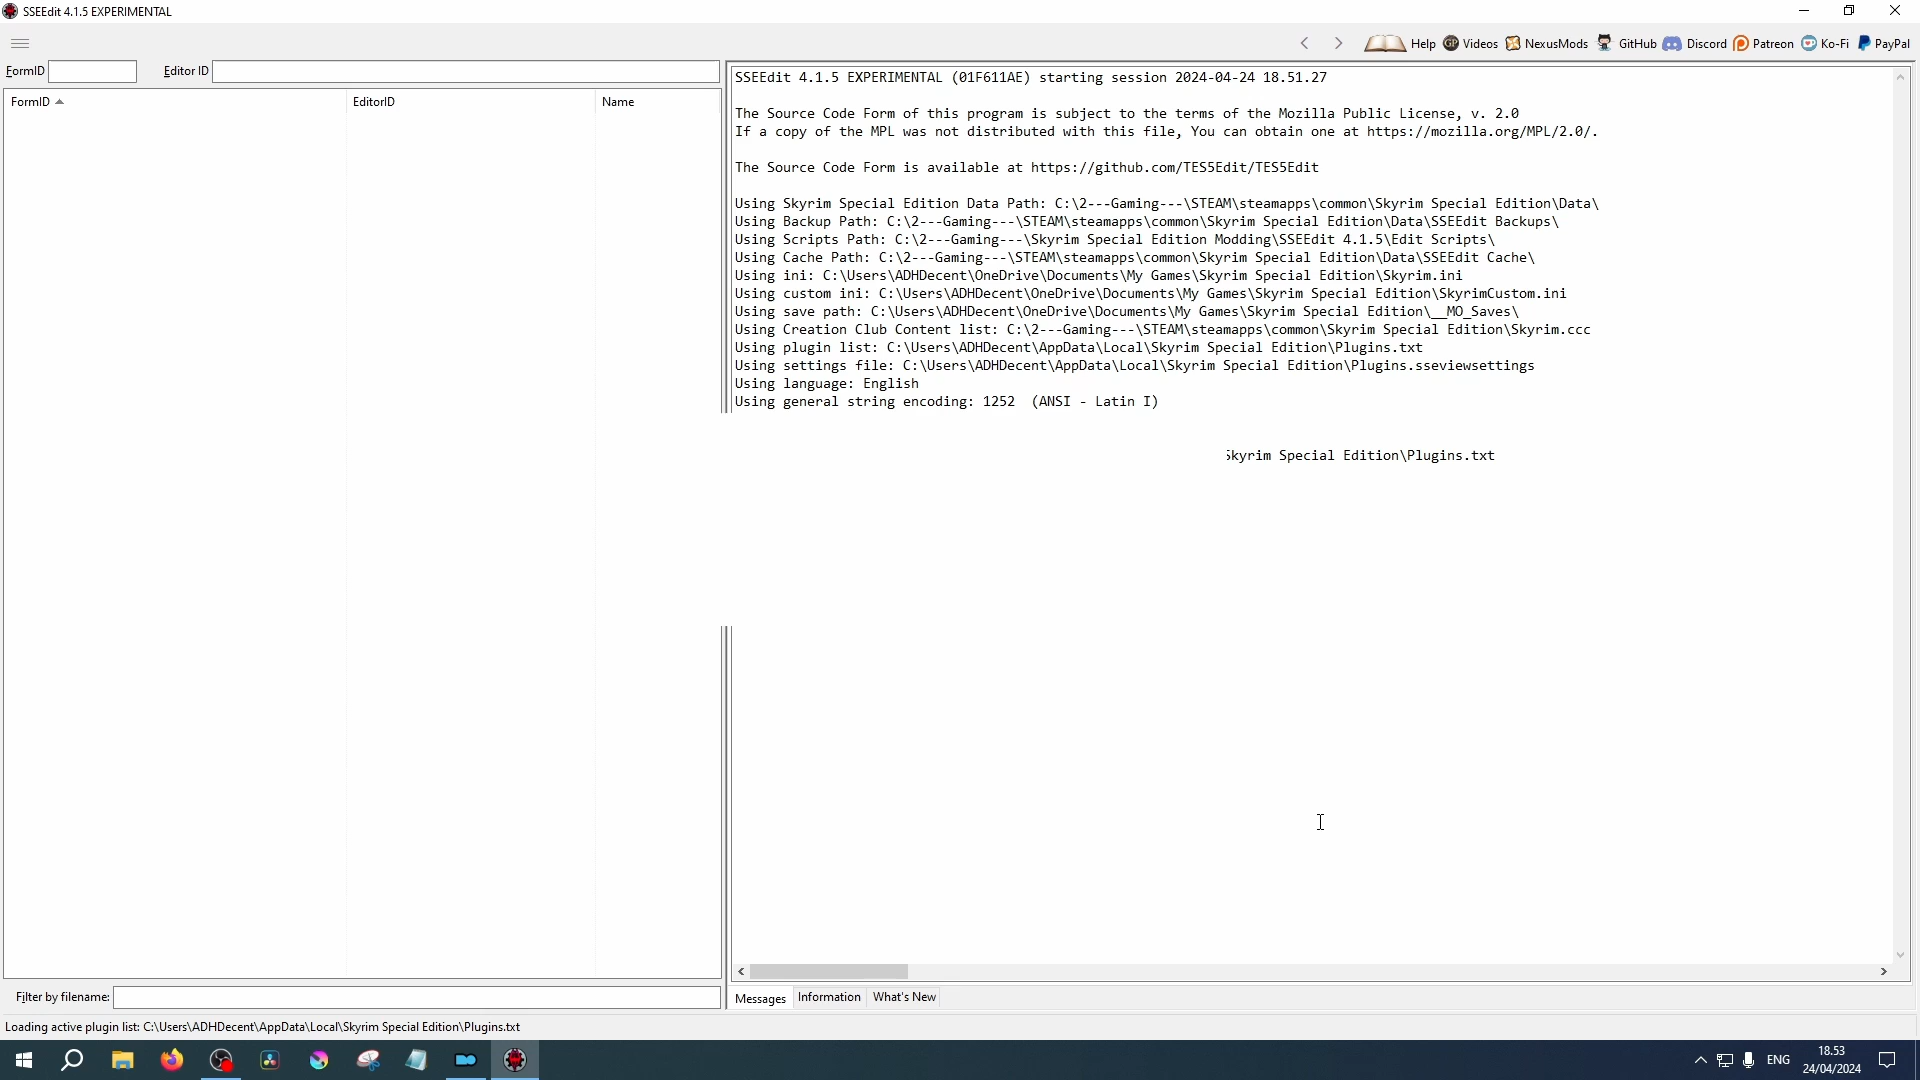 SSEEdit 4.1.5 EXPERIMENTAL
Help Videos NexusMods GitHub Discord Patreon Ko-Fi PayPal
FormID Editor ID
FormID EditorID Name
SSEEdit 4.1.5 EXPERIMENTAL (01F611AE) starting session 2024-04-24 18.51.27
The Source Code Form of this program is subject to the terms of the Mozilla Public License, v. 2.0
If a copy of the MPL was not distributed with this file, You can obtain one at https://mozilla.org/MPL/2.0/.
The Source Code Form is available at https://github.com/TES5Edit/TES5Edit
Using Skyrim Special Edition Data Path: C:\2---Gaming---\STEAM\steamapps\common\Skyrim Special Edition\Data\
Using Backup Path: C:\2---Gaming---\STEAM\steamapps\common\Skyrim Special Edition\Data\SSEEdit Backups\
Using Scripts Path: C:\2---Gaming---\Skyrim Special Edition Modding\SSEEdit 4.1.5\Edit Scripts\
Using Cache Path: C:\2---Gaming---\STEAM\steamapps\common\Skyrim Special Edition\Data\SSEEdit Cache\
Using ini: C:\Users\ADHDecent\OneDrive\Documents\My Games\Skyrim Special Edition\Skyrim.ini
Using custom ini: C:\Users\ADHDecent\OneDrive\Documents\My Games\Skyrim Special Edition\SkyrimCustom.ini
Using save path: C:\Users\ADHDecent\OneDrive\Documents\My Games\Skyrim Special Edition\__MO_Saves\
Using Creation Club Content list: C:\2---Gaming---\STEAM\steamapps\common\Skyrim Special Edition\Skyrim.ccc
Using plugin list: C:\Users\ADHDecent\AppData\Local\Skyrim Special Edition\Plugins.txt
Using settings file: C:\Users\ADHDecent\AppData\Local\Skyrim Special Edition\Plugins.sseviewsettings
Using language: English
Using general string encoding: 1252  (ANSI - Latin I)
Skyrim Special Edition\Plugins.txt
Filter by filename:
Messages Information What's New
Loading active plugin list: C:\Users\ADHDecent\AppData\Local\Skyrim Special Edition\Plugins.txt
ENG
18.53
24/04/2024